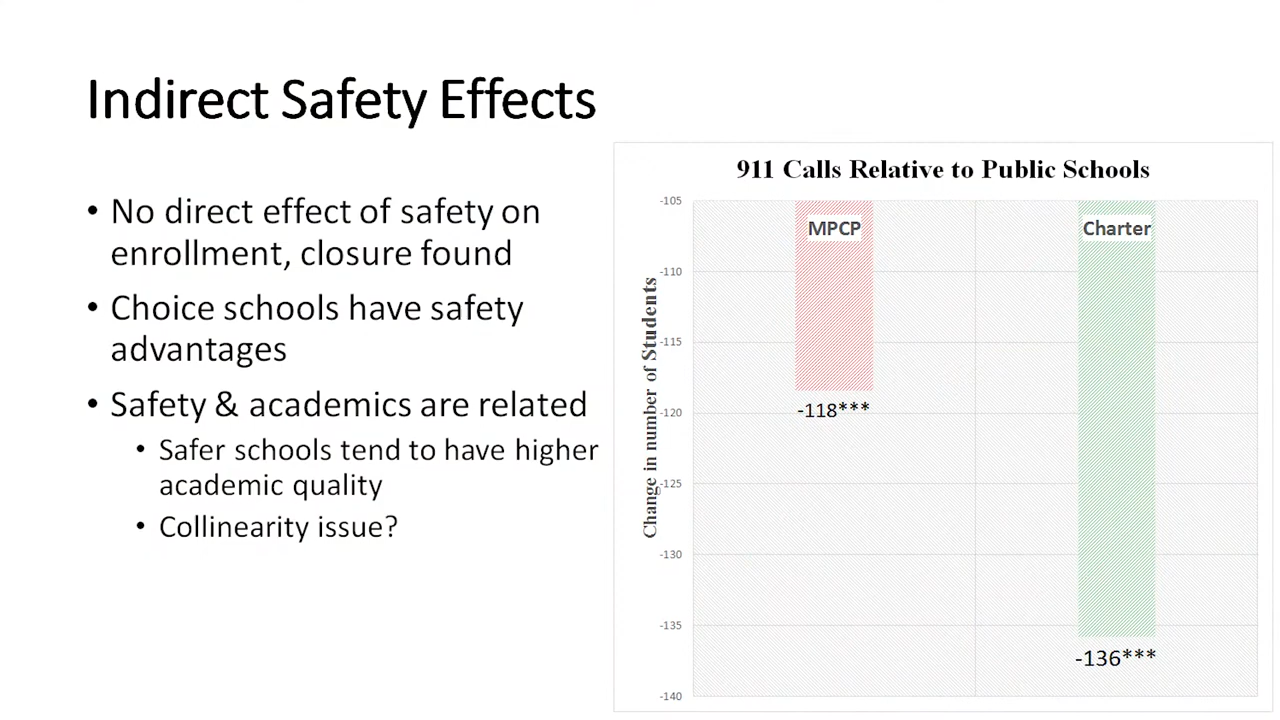 Indirect Safety Effects
• No direct effect of safety on
enrollment, closure found
• Choice schools have safety
advantages
• Safety & academics are related
• Safer schools tend to have higher
academic quality
• Collinearity issue?
911 Calls Relative to Public Schools
Change in number of Students
-105
-110
-115
-120
-125
-130
-135
-140
MPCP
Charter
-118***
-136***